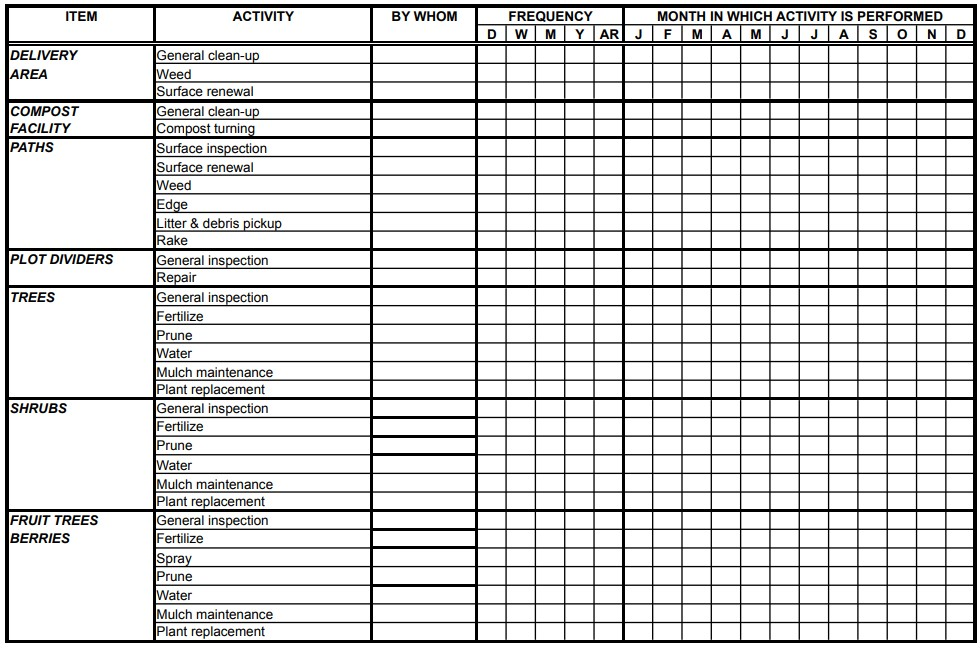 ITEM ACTIVITY BY WHOM FREQUENCY MONTH IN WHICH ACTIVITY IS PERFORMED
D W M Y AR J F M A M J J A S O N D
DELIVERY General clean-up
AREA Weed
Surface renewal
COMPOST General clean-up
FACILITY Compost turning
PATHS Surface inspection
Surface renewal
Weed
Edge
Litter & debris pickup
Rake
PLOT DIVIDERS General inspection
Repair
TREES General inspection
Fertilize
Prune
Water
Mulch maintenance
Plant replacement
SHRUBS General inspection
Fertilize
Prune
Water
Mulch maintenance
Plant replacement
FRUIT TREES General inspection
BERRIES Fertilize
Spray
Prune
Water
Mulch maintenance
Plant replacement